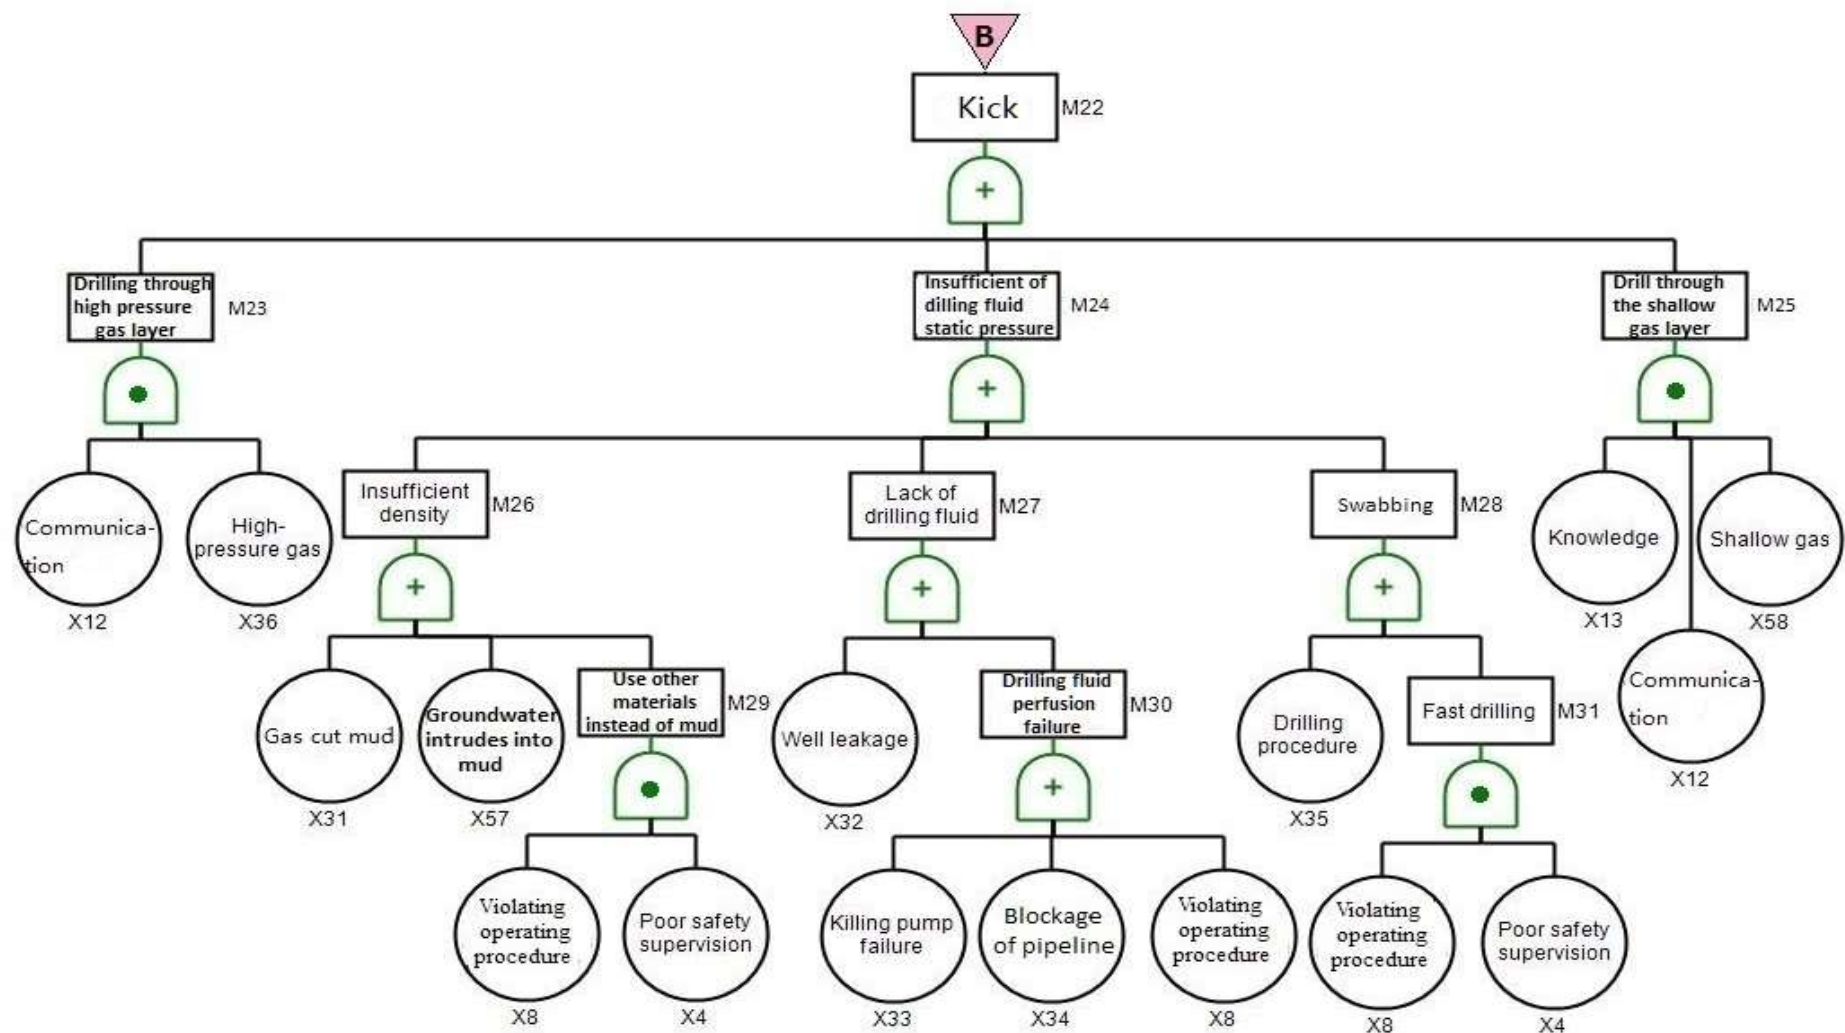 B
Kick
M22
+
Drilling through
high pressure
gas layer
M23
Insufficient of
dilling fluid
static pressure
M24
Drill through
the shallow
gas layer
M25
+
Communica-
tion
X12
High-
pressure gas
X36
Insufficient
density
M26
Lack of
drilling fluid
M27
Swabbing
M28
Knowledge
X13
Shallow gas
X58
Communica-
tion
X12
+
+
+
Gas cut mud
X31
Groundwater
intrudes into
mud
X57
Use other
materials
instead of mud
M29
Well leakage
X32
Drilling fluid
perfusion
failure
M30
Drilling
procedure
X35
Fast drilling
M31
+
Violating
operating
procedure
X8
Poor safety
supervision
X4
Killing pump
failure
X33
Blockage
of pipeline
X34
Violating
operating
procedure
X8
Violating
operating
procedure
X8
Poor safety
supervision
X4